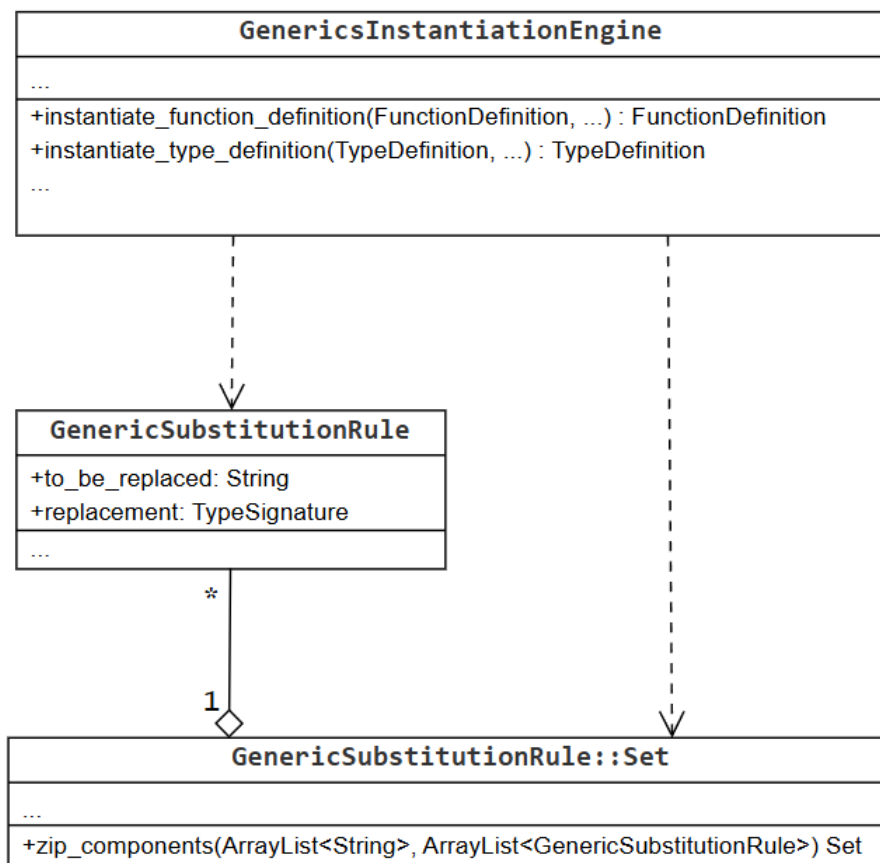 GenericsInstantiationEngine
...
+instantiate_function_definition(FunctionDefinition, ...) : FunctionDefinition
+instantiate_type_definition(TypeDefinition, ...) : TypeDefinition
...
GenericSubstitutionRule
+to_be_replaced: String
+replacement: TypeSignature
...
*
1
GenericSubstitutionRule::Set
...
+zip_components(ArrayList<String>, ArrayList<GenericSubstitutionRule>) Set